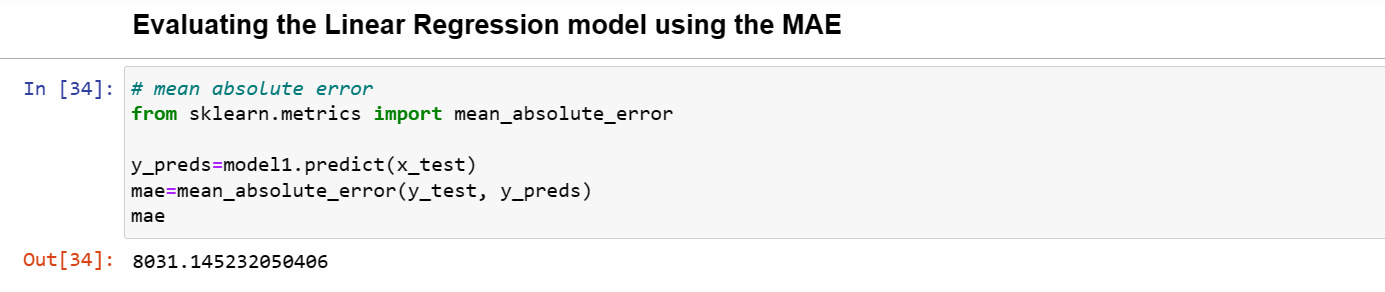 Evaluating the Linear Regression model using the MAE
In [34]: # mean absolute error
from sklearn.metrics import mean_absolute_error
y_preds=model1.predict(x_test)
mae=mean_absolute_error(y_test, y_preds)
mae
Out[34]: 8031.145232050406